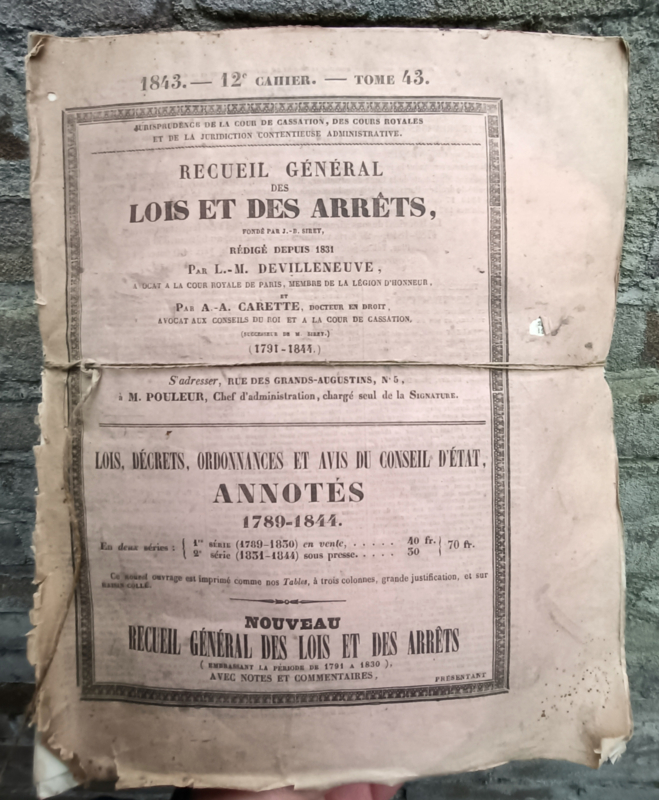 1843. — 12e CAHIER. — TOME 43.
JURISPRUDENCE DE LA COUR DE CASSATION, DES COURS ROYALES
ET DE LA JURIDICTION CONTENTIEUSE ADMINISTRATIVE.
RECUEIL GÉNÉRAL
DES
LOIS ET DES ARRÊTS,
FONDÉ PAR J.-B. SIREY,
RÉDIGÉ DEPUIS 1831
PAR L.-M. DEVILLENEUVE,
AVOCAT A LA COUR ROYALE DE PARIS, MEMBRE DE LA LÉGION D'HONNEUR,
ET
PAR A.-A. CARETTE, DOCTEUR EN DROIT,
AVOCAT AUX CONSEILS DU ROI ET A LA COUR DE CASSATION,
(SUCCESSEUR DE M. SIREY.)
(1791-1844.)
S'adresser, RUE DES GRANDS-AUGUSTINS, No 5,
à M. POULEUR, Chef d'administration, chargé seul de la SIGNATURE.
LOIS, DÉCRETS, ORDONNANCES ET AVIS DU CONSEIL D'ÉTAT,
ANNOTÉS
1789-1844.
En deux séries : { 1re SÉRIE (1789-1830) en vente, . . . . . 40 fr. } 70 fr.
2e série (1831-1844) sous presse. . . . . 30
Ce nouvel ouvrage est imprimé comme nos Tables, à trois colonnes, grande justification, et sur
RAISIN COLLÉ.
NOUVEAU
RECUEIL GÉNÉRAL DES LOIS ET DES ARRÊTS
(EMBRASSANT LA PÉRIODE DE 1791 A 1830),
AVEC NOTES ET COMMENTAIRES,
PRÉSENTANT